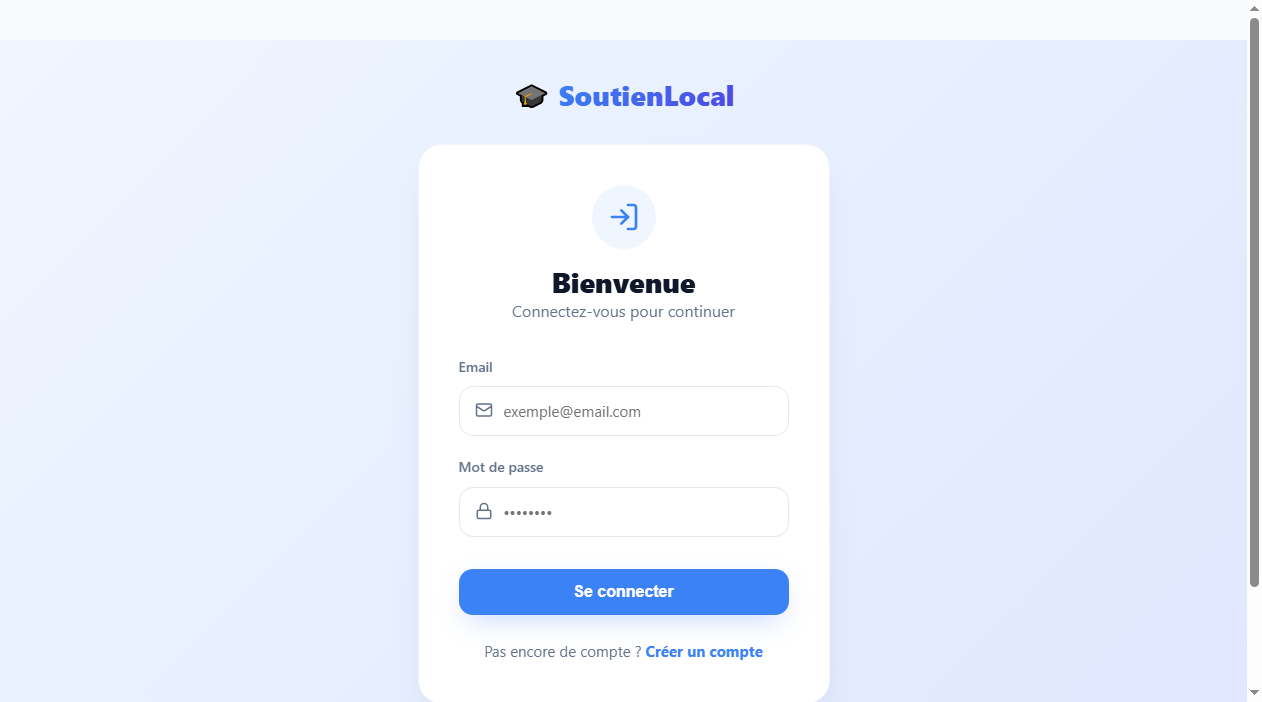 SoutienLocal
Bienvenue
Connectez-vous pour continuer
Email
exemple@email.com
Mot de passe
••••••••
Se connecter
Pas encore de compte ? Créer un compte